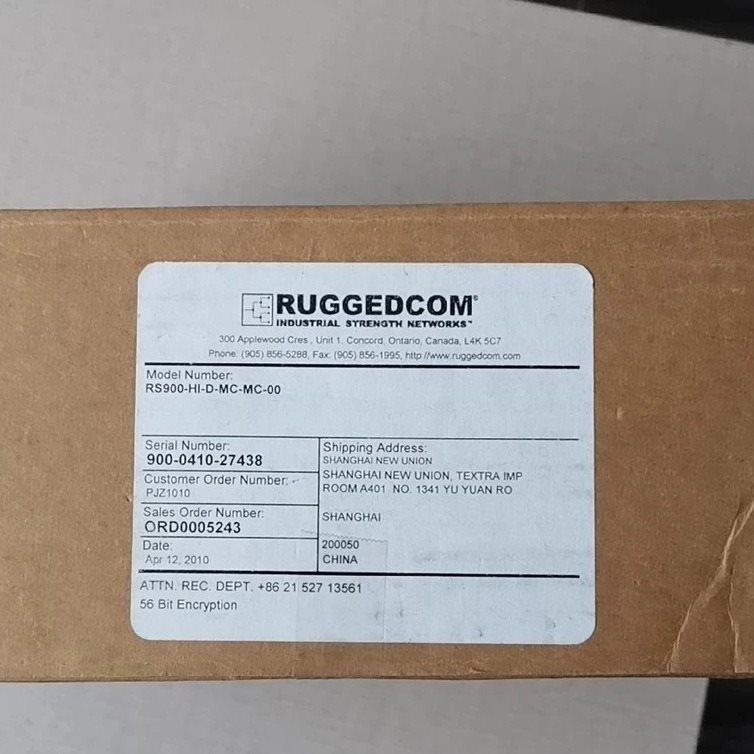 RUGGEDCOM®
INDUSTRIAL STRENGTH NETWORKS™
300 Applewood Cres., Unit 1. Concord, Ontario, Canada, L4K 5C7
Phone: (905) 856-5288, Fax: (905) 856-1995, http://www.ruggedcom.com
Model Number:
RS900-HI-D-MC-MC-00
Serial Number:
900-0410-27438
Customer Order Number:
PJZ1010
Sales Order Number:
ORD0005243
Date:
Apr 12, 2010
Shipping Address:
SHANGHAI NEW UNION
SHANGHAI NEW UNION, TEXTRA IMP
ROOM A401 NO. 1341 YU YUAN RO
SHANGHAI
200050
CHINA
ATTN. REC. DEPT. +86 21 527 13561
56 Bit Encryption